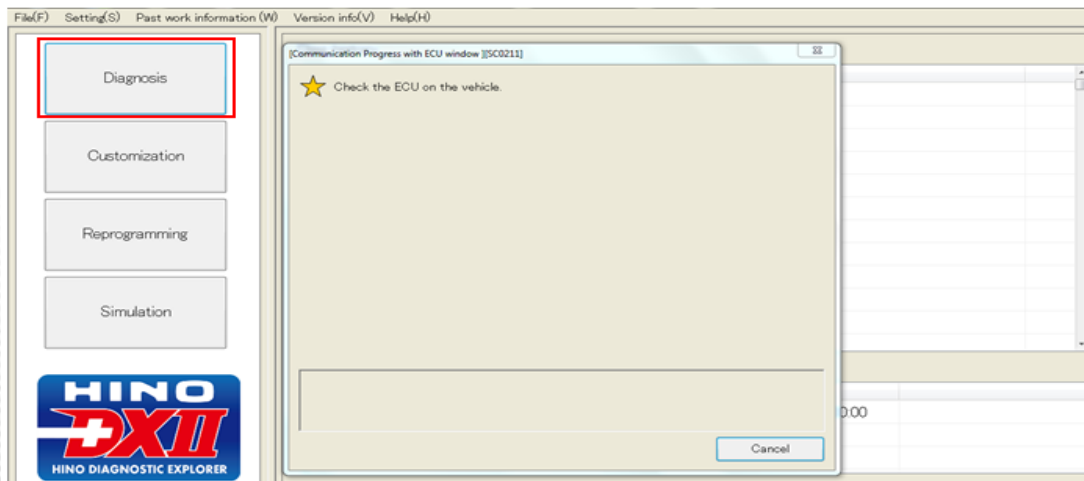 File(F) Setting(S) Past work information (W) Version info(V) Help(H)
Diagnosis
Customization
Reprogramming
Simulation
HINO
DXII
HINO DIAGNOSTIC EXPLORER
[Communication Progress with ECU window ][SC0211]
Check the ECU on the vehicle.
Cancel
0:00